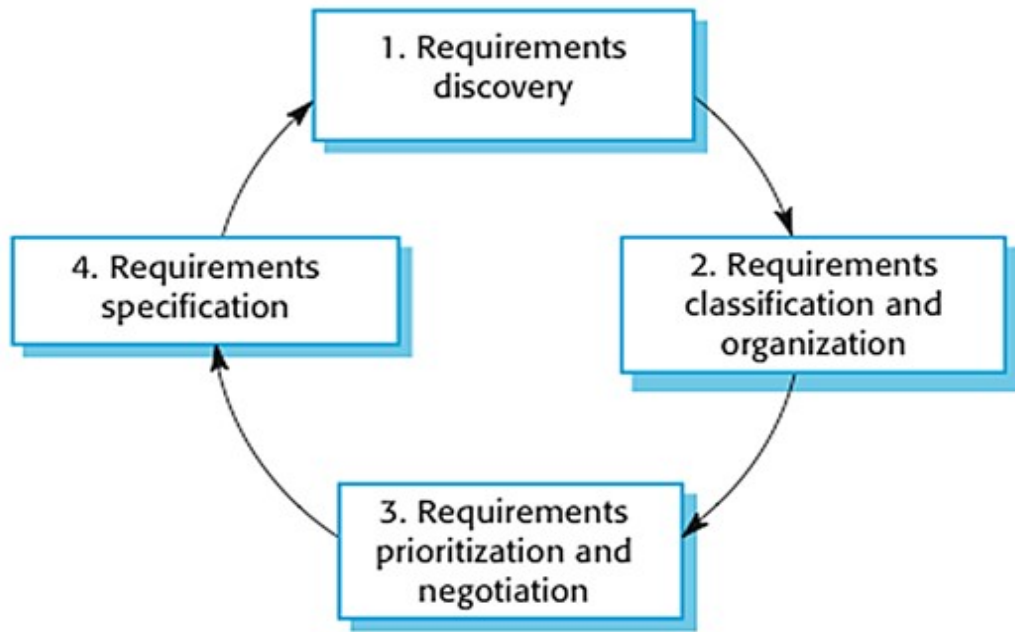 1. Requirements
discovery
2. Requirements
classification and
organization
3. Requirements
prioritization and
negotiation
4. Requirements
specification